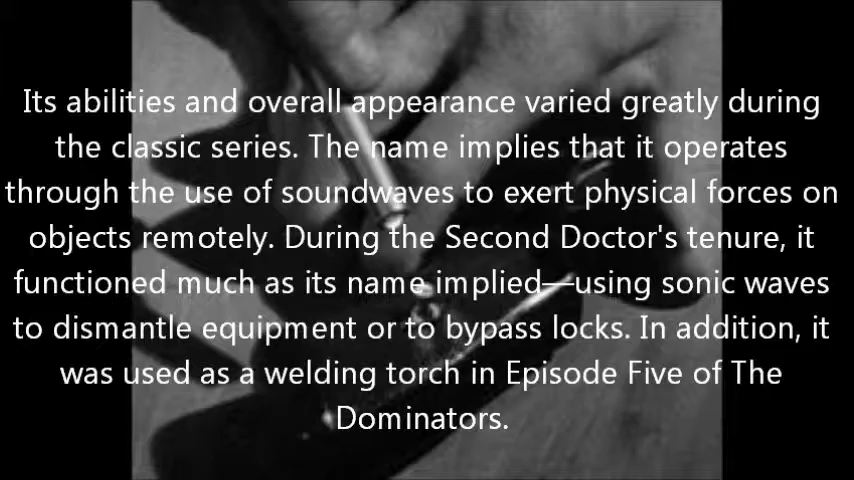 Its abilities and overall appearance varied greatly during
the classic series. The name implies that it operates
through the use of soundwaves to exert physical forces on
objects remotely. During the Second Doctor's tenure, it
functioned much as its name implied—using sonic waves
to dismantle equipment or to bypass locks. In addition, it
was used as a welding torch in Episode Five of The
Dominators.